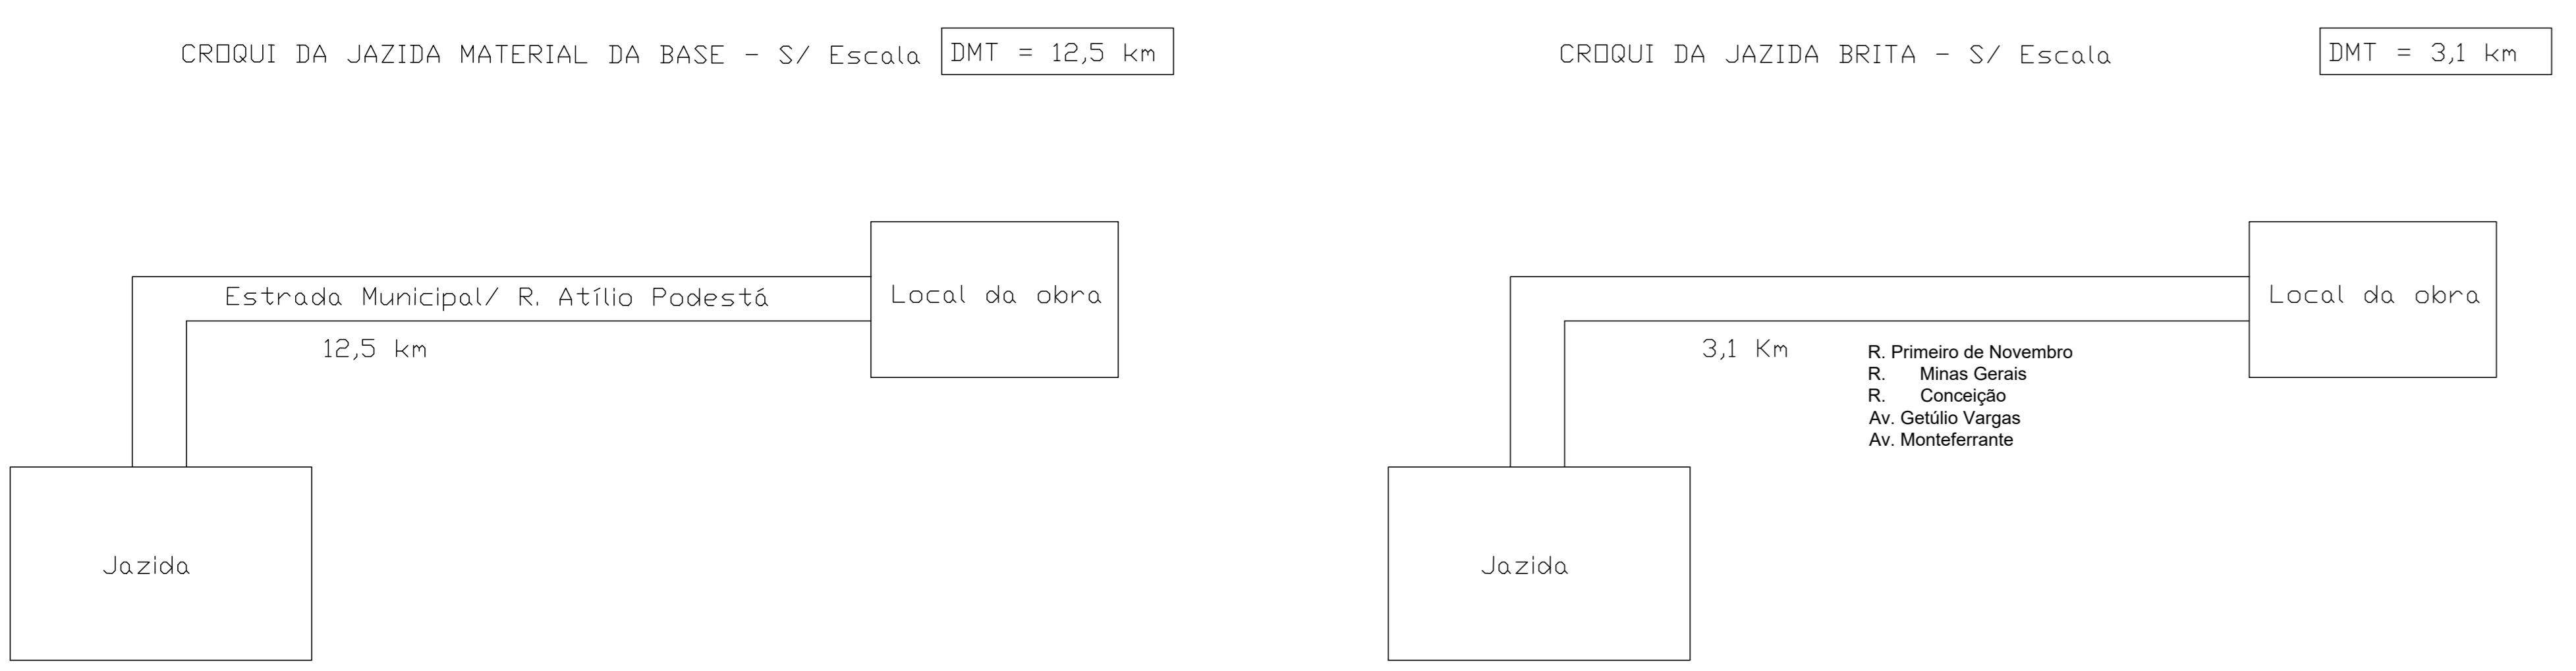 CROQUI DA JAZIDA MATERIAL DA BASE - S/ Escala
DMT = 12,5 km
Estrada Municipal/ R. Atílio Podestá
12,5 km
Local da obra
Jazida
CROQUI DA JAZIDA BRITA - S/ Escala
DMT = 3,1 km
Local da obra
3,1 Km
R. Primeiro de Novembro
R. Minas Gerais
R. Conceição
Av. Getúlio Vargas
Av. Monteferrante
Jazida